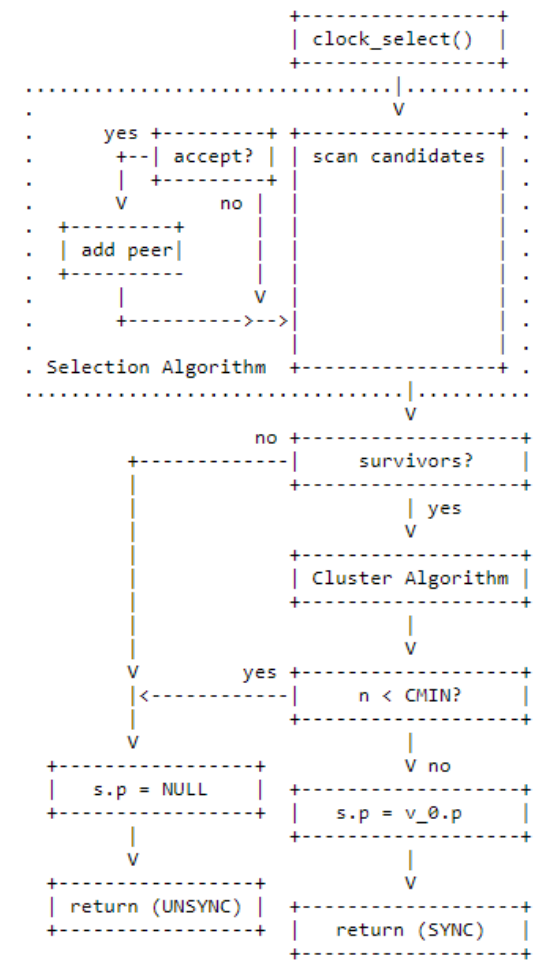 clock_select()
yes
accept?
scan candidates
no
add peer
Selection Algorithm
no
survivors?
yes
Cluster Algorithm
yes
n < CMIN?
no
s.p = NULL
s.p = v_0.p
return (UNSYNC)
return (SYNC)